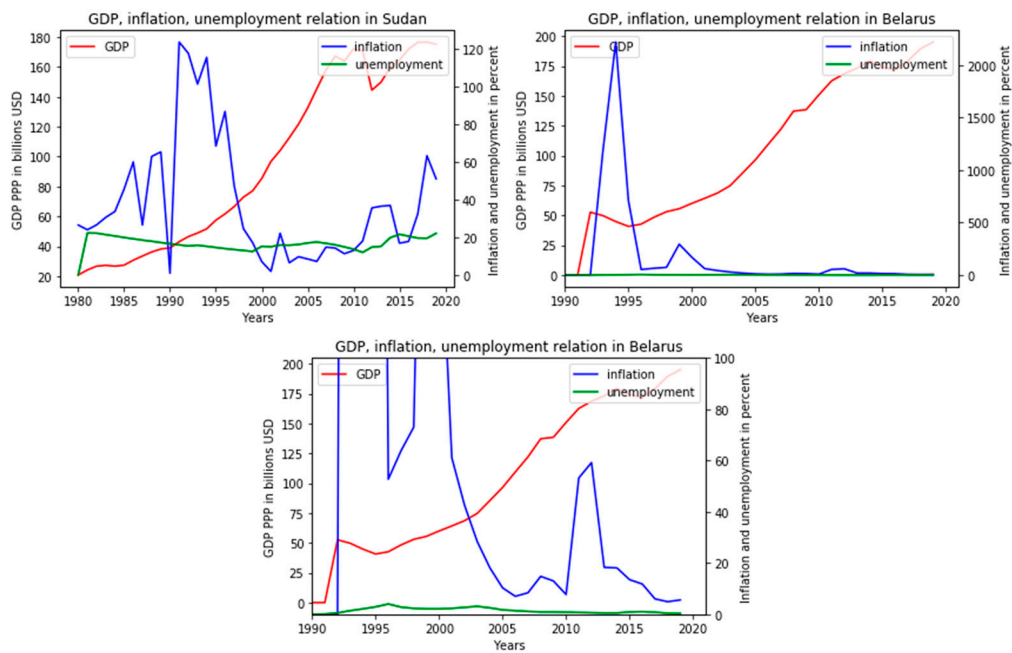 GDP, inflation, unemployment relation in Sudan
GDP
inflation
unemployment
180
160
140
120
100
80
60
40
20
GDP PPP in billions USD
120
100
80
60
40
20
0
Inflation and unemployment in percent
1980 1985 1990 1995 2000 2005 2010 2015 2020
Years
GDP, inflation, unemployment relation in Belarus
GDP
inflation
unemployment
200
175
150
125
100
75
50
25
0
GDP PPP in billions USD
2000
1500
1000
500
0
Inflation and unemployment in percent
1990 1995 2000 2005 2010 2015 2020
Years
GDP, inflation, unemployment relation in Belarus
GDP
inflation
unemployment
200
175
150
125
100
75
50
25
0
GDP PPP in billions USD
100
80
60
40
20
0
Inflation and unemployment in percent
1990 1995 2000 2005 2010 2015 2020
Years